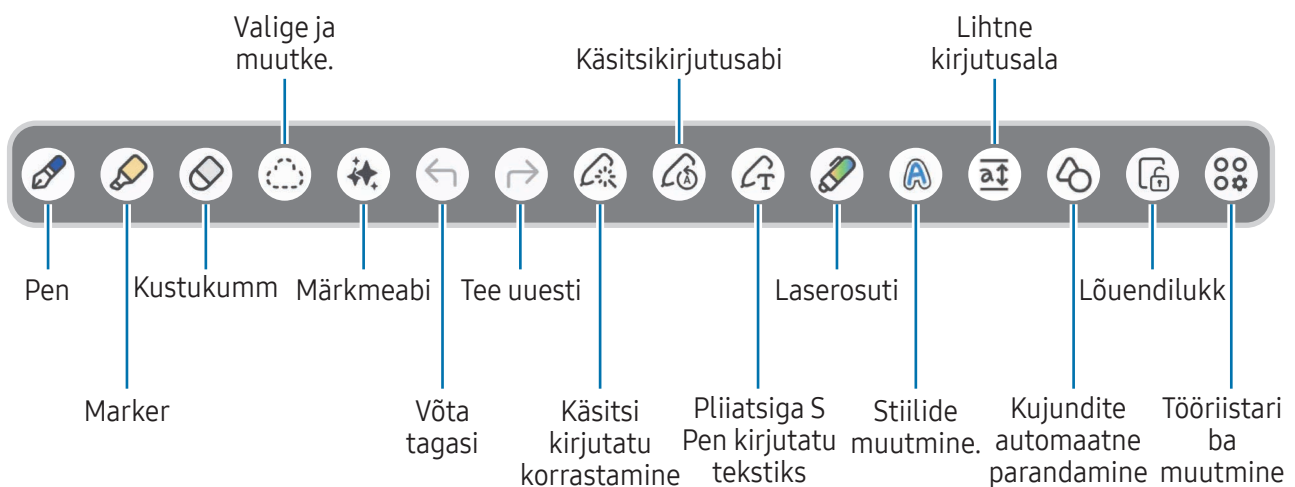 Valige ja
muutke.
Käsitsikirjutusabi
Lihtne
kirjutusala
Pen
Kustukumm
Märkmeabi
Tee uuesti
Laserosuti
Lõuendilukk
Marker
Võta
tagasi
Käsitsi
kirjutatu
korrastamine
Pliiatsiga S
Pen kirjutatu
tekstiks
Stiilide
muutmine.
Kujundite
automaatne
parandamine
Tööriistari
ba
muutmine